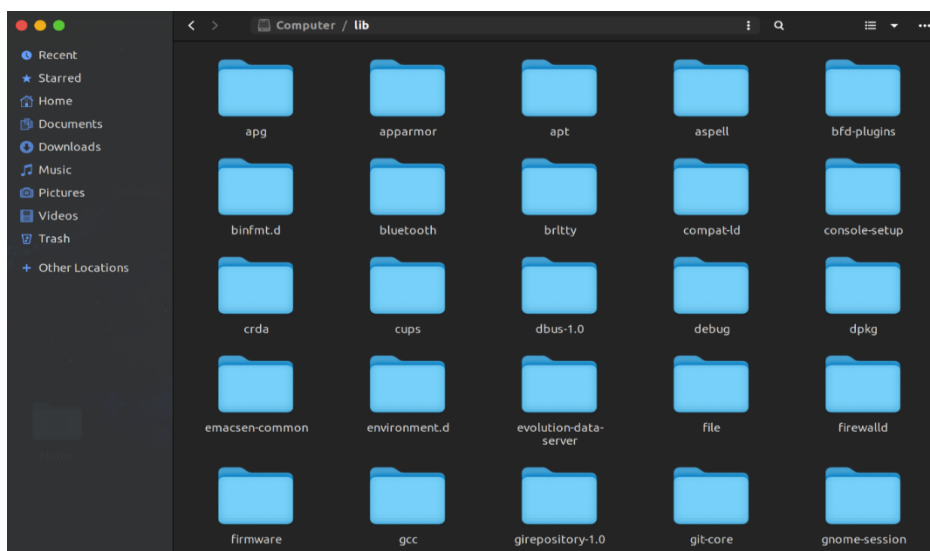 Computer / lib
Recent
Starred
Home
Documents
Downloads
Music
Pictures
Videos
Trash
+ Other Locations
apg
apparmor
apt
aspell
bfd-plugins
binfmt.d
bluetooth
brltty
compat-ld
console-setup
crda
cups
dbus-1.0
debug
dpkg
emacsen-common
environment.d
evolution-data-
server
file
firewalld
firmware
gcc
girepository-1.0
git-core
gnome-session